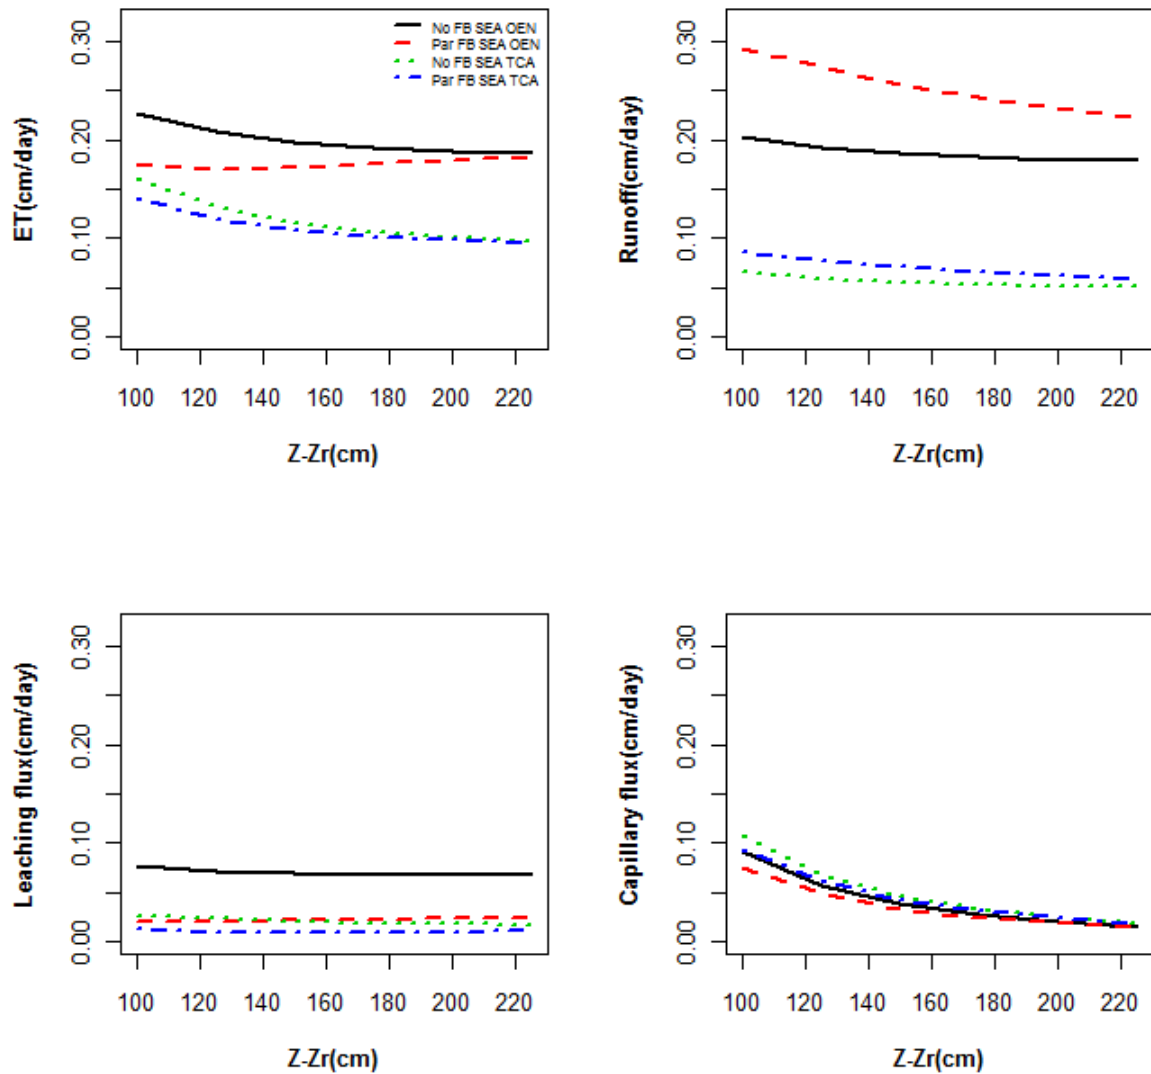 No FB SEA OEN
Par FB SEA OEN
No FB SEA TCA
Par FB SEA TCA
ET(cm/day)
0.30
0.20
0.10
0.00
100 120 140 160 180 200 220
Z-Zr(cm)
Runoff(cm/day)
0.30
0.20
0.10
0.00
100 120 140 160 180 200 220
Z-Zr(cm)
Leaching flux(cm/day)
0.30
0.20
0.10
0.00
100 120 140 160 180 200 220
Z-Zr(cm)
Capillary flux(cm/day)
0.30
0.20
0.10
0.00
100 120 140 160 180 200 220
Z-Zr(cm)